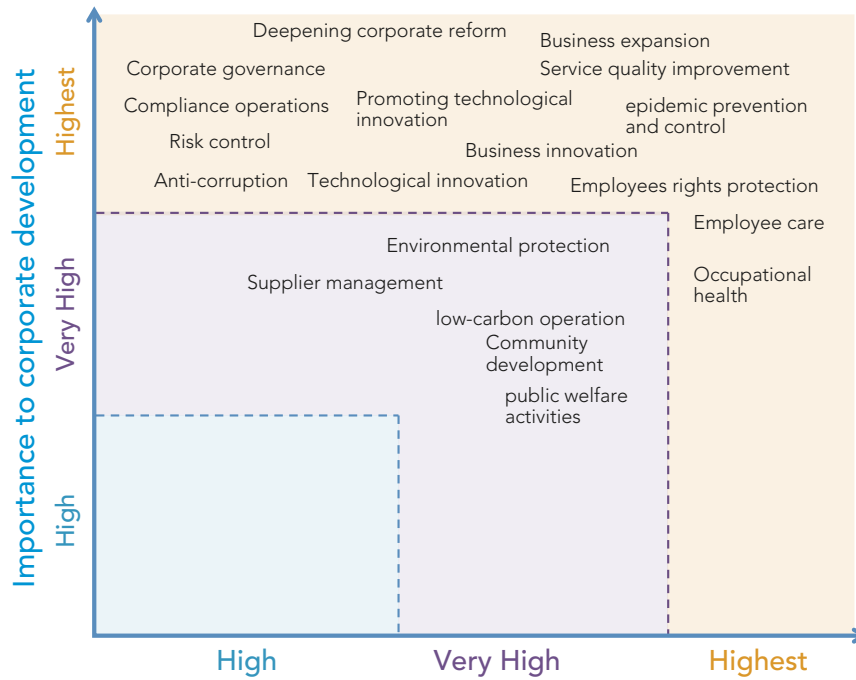 Deepening corporate reform
Business expansion
Corporate governance
Service quality improvement
Compliance operations
Promoting technological
innovation
epidemic prevention
and control
Risk control
Business innovation
Anti-corruption
Technological innovation
Employees rights protection
Employee care
Environmental protection
Supplier management
Occupational
health
low-carbon operation
Community
development
public welfare
activities
Importance to corporate development
Highest
Very High
High
High
Very High
Highest